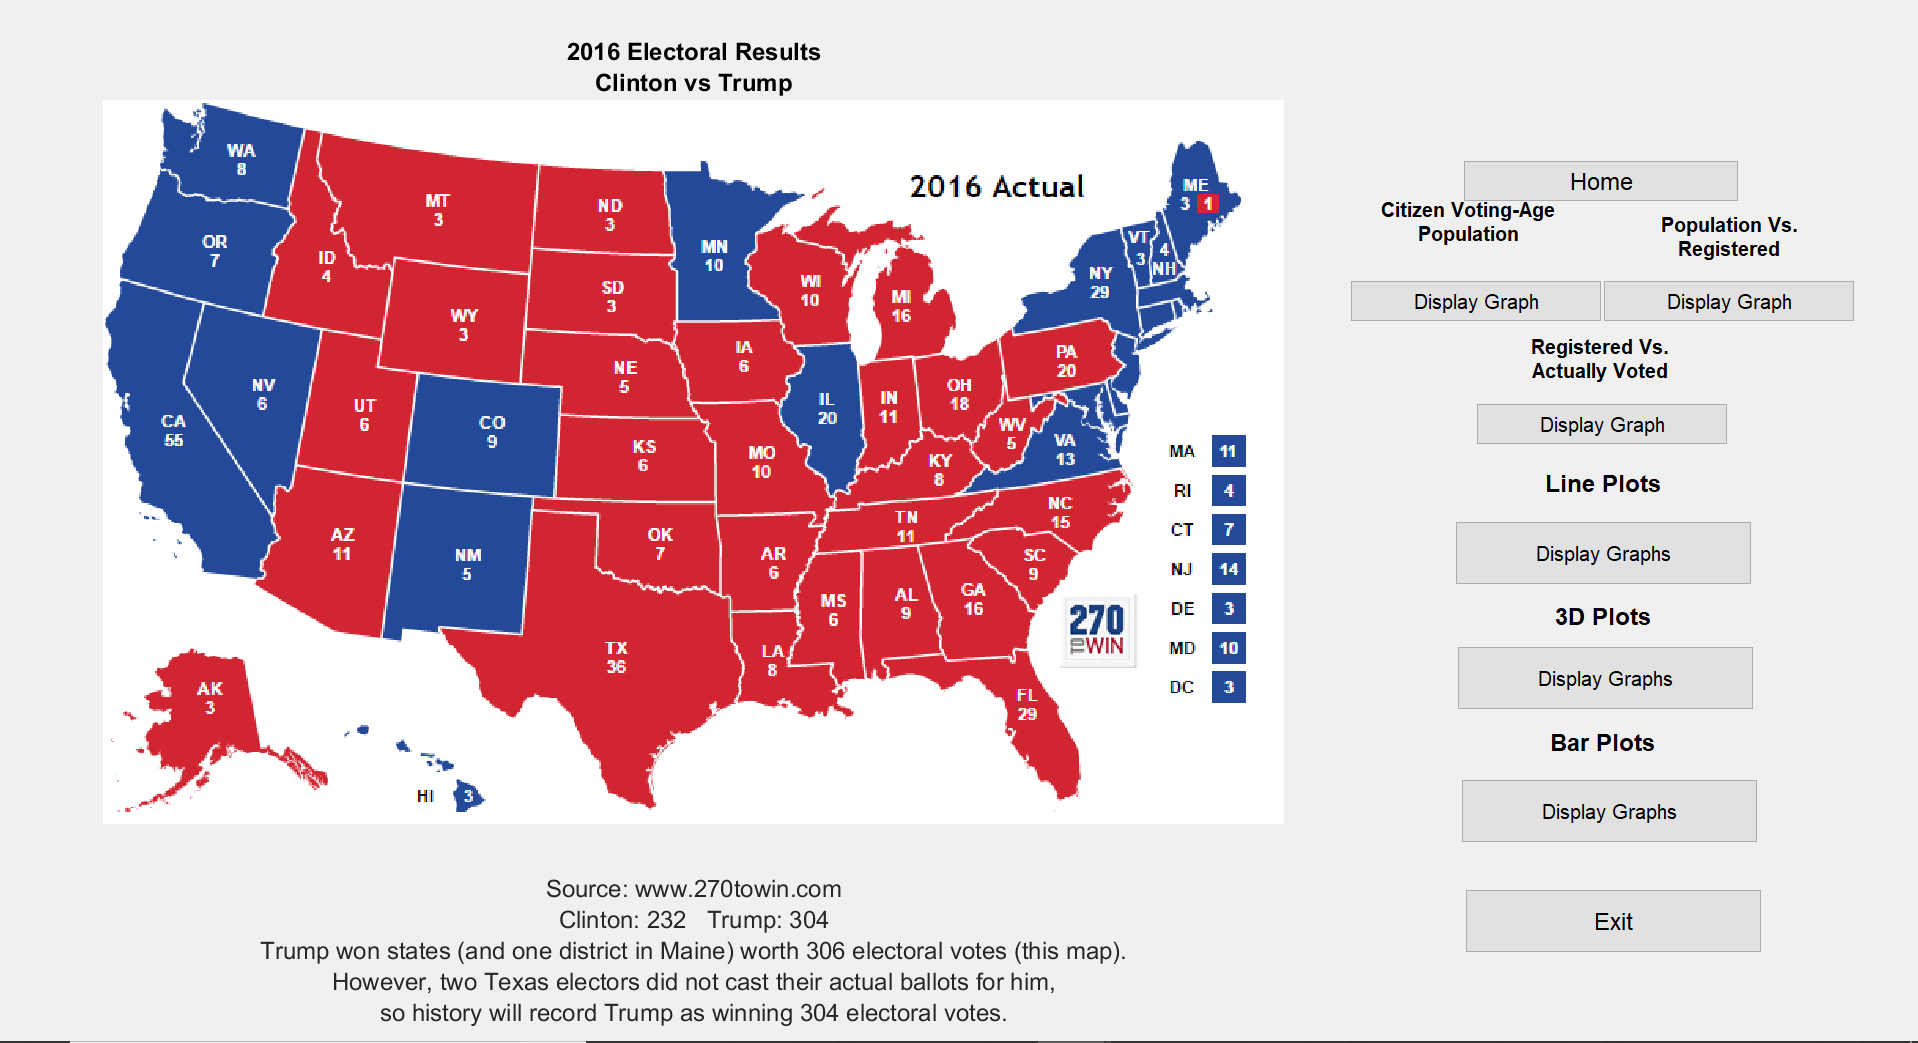 2016 Electoral Results
Clinton vs Trump
2016 Actual
WA
8
OR
7
CA
55
NV
6
ID
4
MT
3
WY
3
UT
6
CO
9
AZ
11
NM
5
ND
3
SD
3
NE
5
KS
6
OK
7
TX
36
MN
10
IA
6
MO
10
AR
6
LA
8
WI
10
IL
20
MI
16
IN
11
OH
18
KY
8
TN
11
MS
6
AL
9
GA
16
FL
29
SC
9
NC
15
VA
13
WV
5
PA
20
NY
29
VT
3
4
NH
ME
3 1
AK
3
HI 3
MA 11
RI 4
CT 7
NJ 14
DE 3
MD 10
DC 3
270
TO WIN
Source: www.270towin.com
Clinton: 232 Trump: 304
Trump won states (and one district in Maine) worth 306 electoral votes (this map).
However, two Texas electors did not cast their actual ballots for him,
so history will record Trump as winning 304 electoral votes.
Home
Citizen Voting-Age
Population
Display Graph
Population Vs.
Registered
Display Graph
Registered Vs.
Actually Voted
Display Graph
Line Plots
Display Graphs
3D Plots
Display Graphs
Bar Plots
Display Graphs
Exit